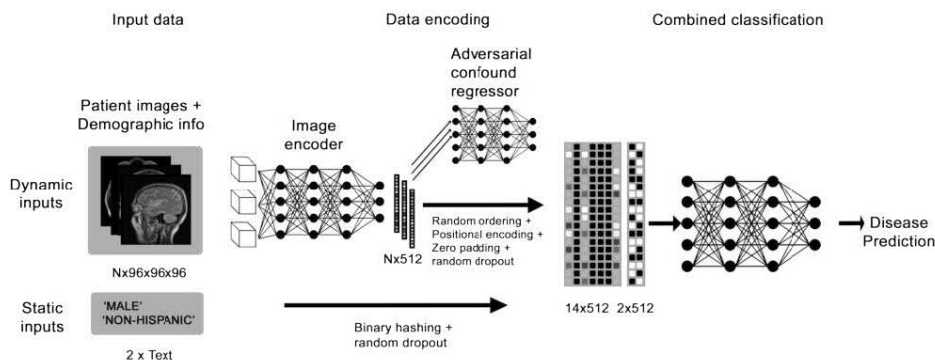 Input data
Data encoding
Combined classification
Adversarial
confound
regressor
Patient images +
Demographic info
Image
encoder
Dynamic
inputs
Nx512
Random ordering +
Positional encoding +
Zero padding +
random dropout
Disease
Prediction
Nx96x96x96
Static
inputs
'MALE'
'NON-HISPANIC'
Binary hashing +
random dropout
14x512 2x512
2 x Text